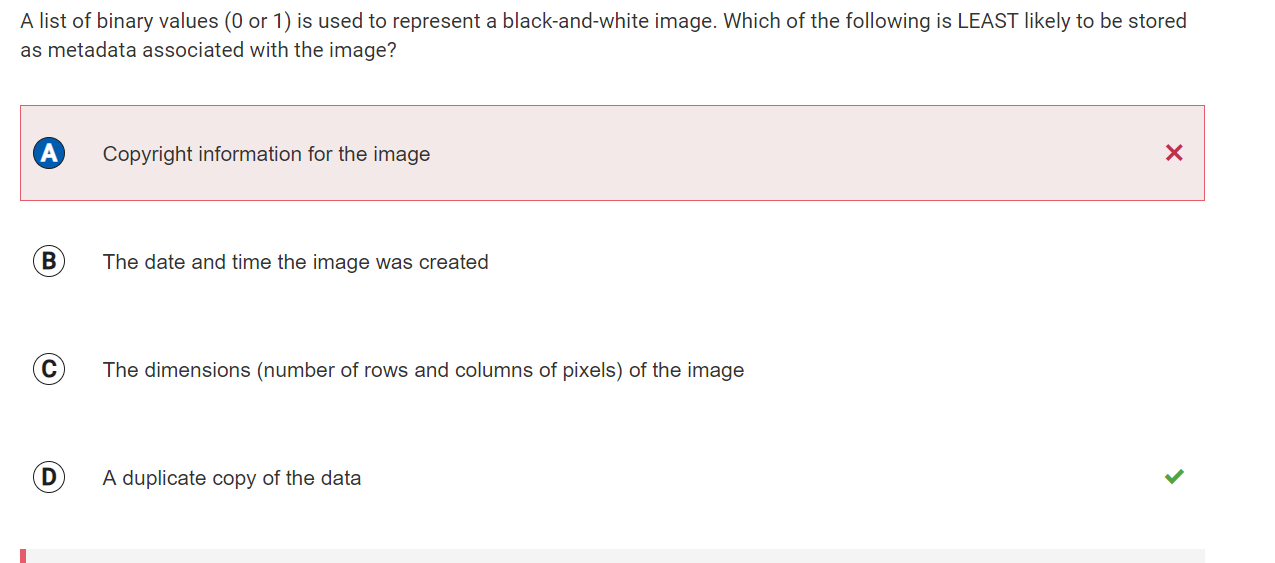 A list of binary values (0 or 1) is used to represent a black-and-white image. Which of the following is LEAST likely to be stored
as metadata associated with the image?
A Copyright information for the image
B The date and time the image was created
C The dimensions (number of rows and columns of pixels) of the image
D A duplicate copy of the data